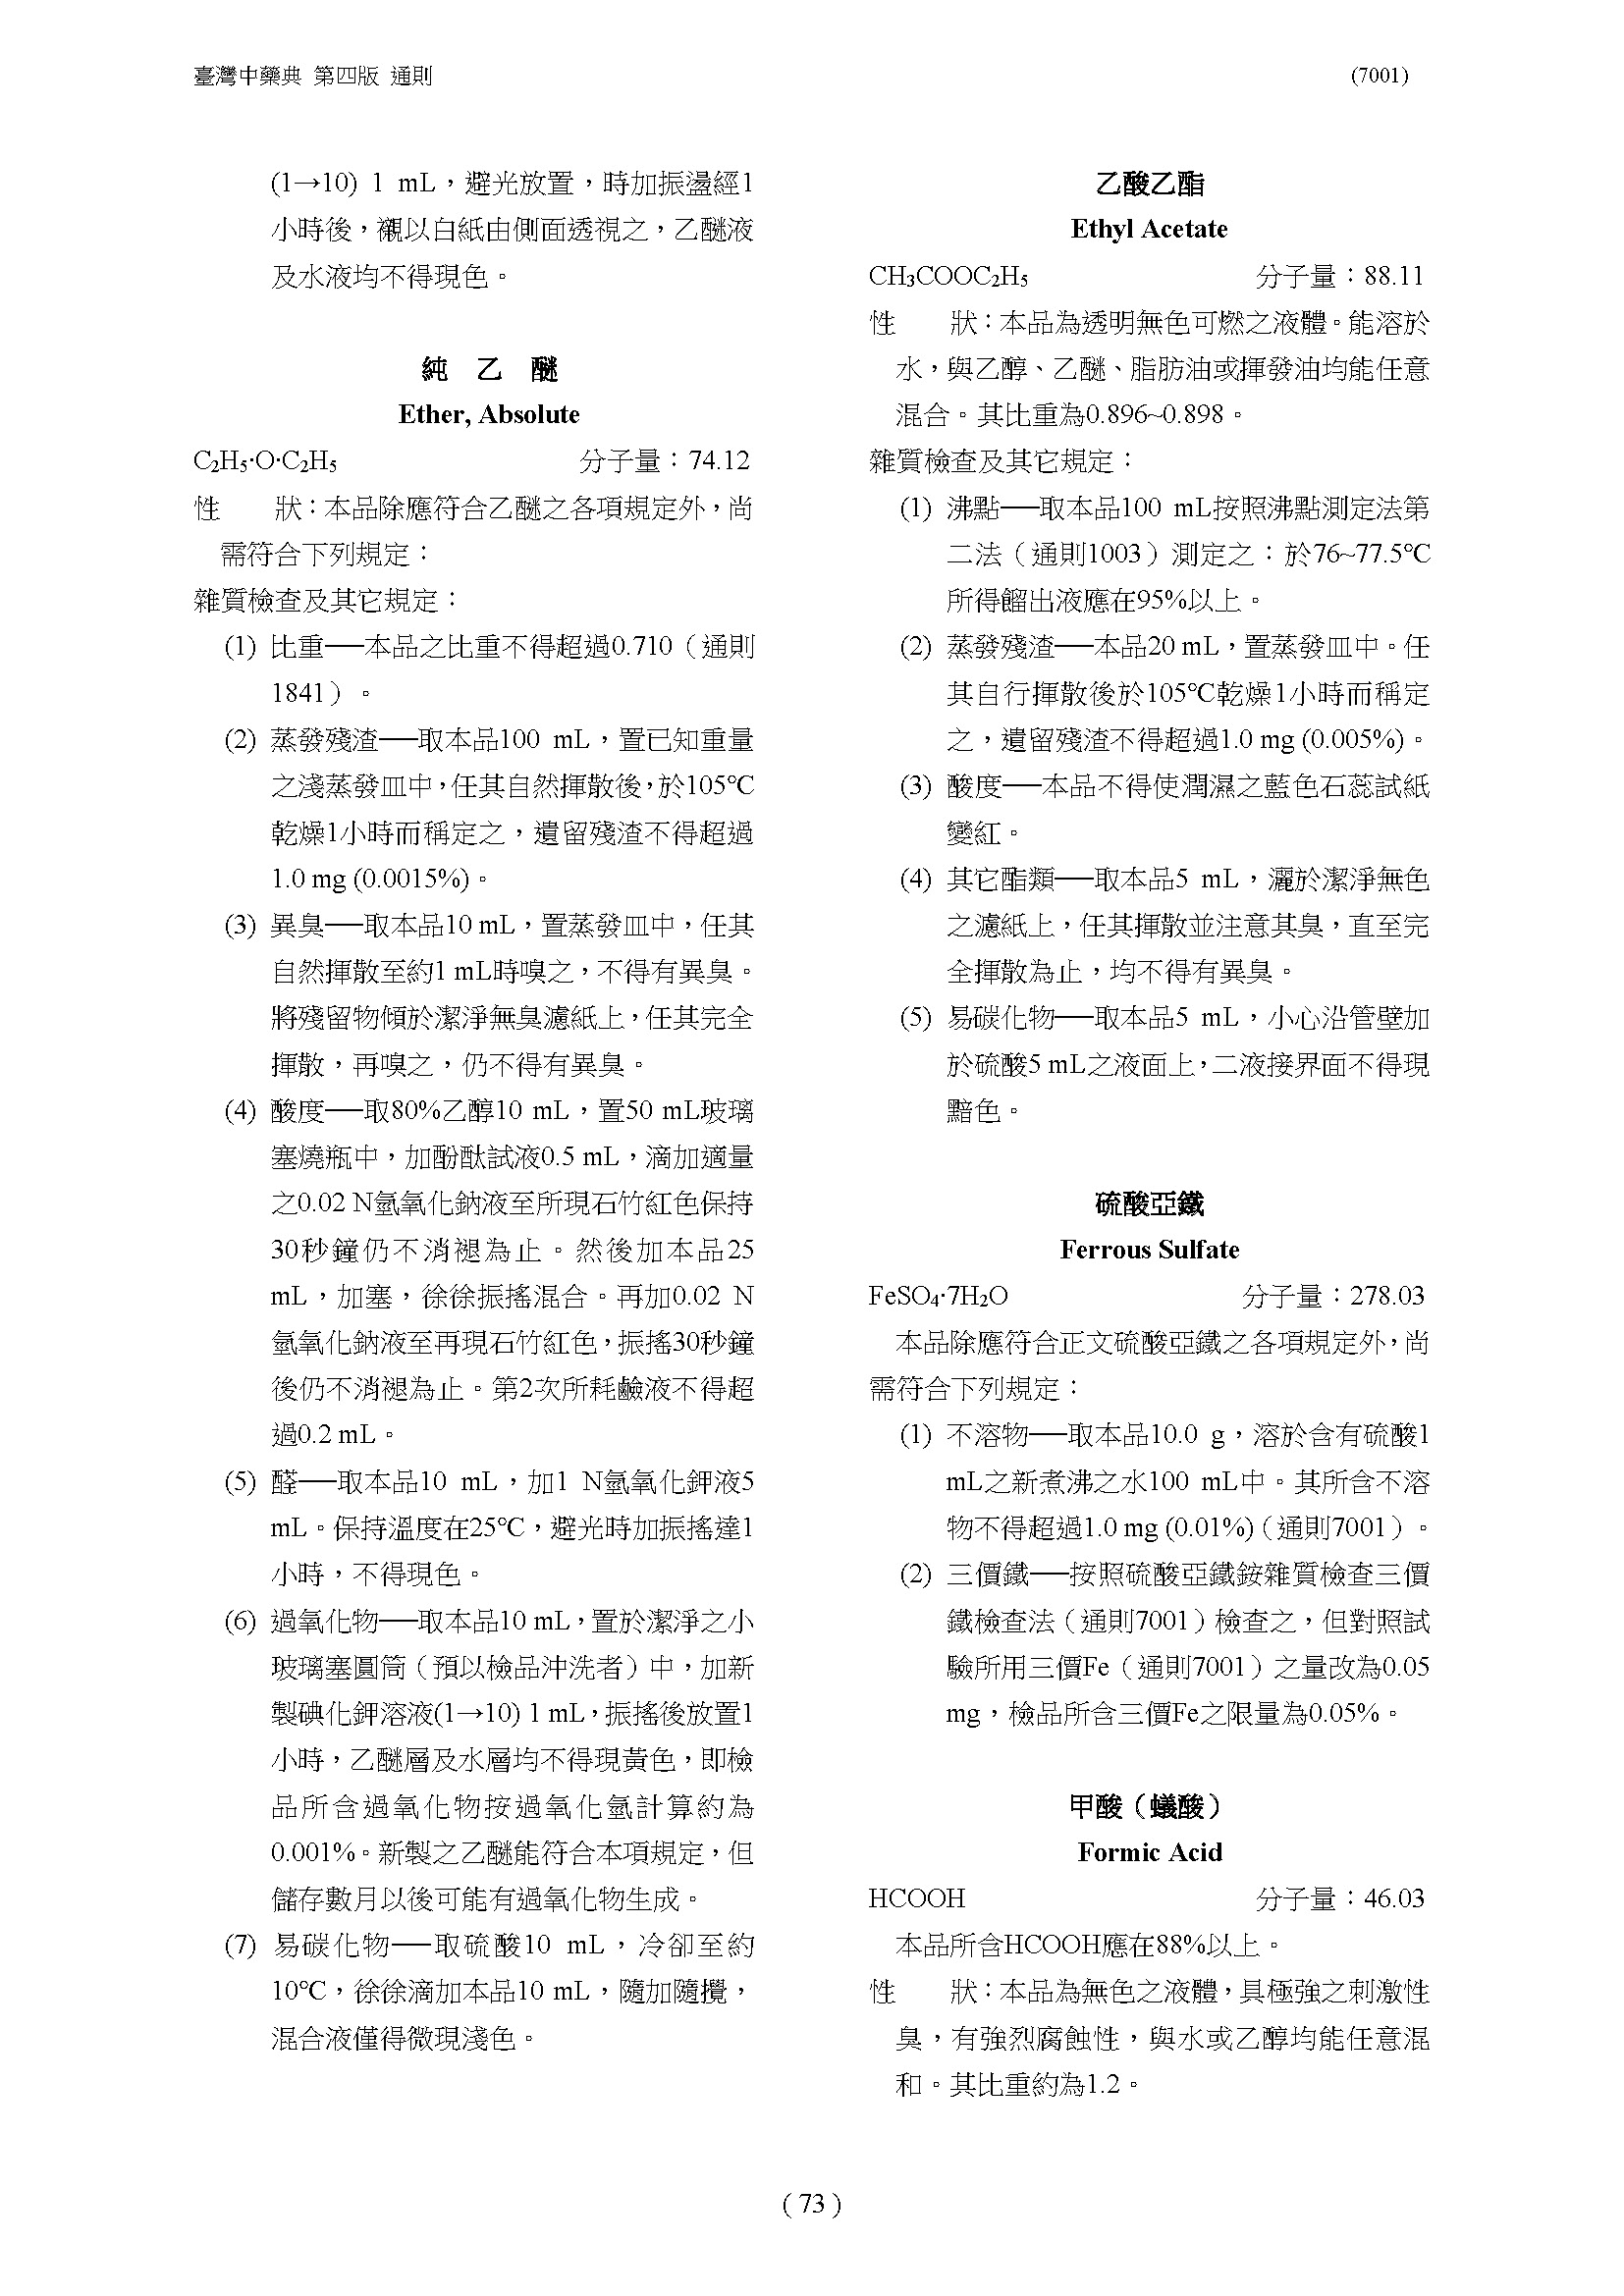 臺灣中藥典 第四版 通則 (7001)
(1→10) 1 mL，避光放置，時加振盪經1
小時後，襯以白紙由側面透視之，乙醚液
及水液均不得現色。
純 乙 醚
Ether, Absolute
C₂H₅·O·C₂H₅ 分子量：74.12
性 狀：本品除應符合乙醚之各項規定外，尚
需符合下列規定：
雜質檢查及其它規定：
(1) 比重──本品之比重不得超過0.710（通則
1841）。
(2) 蒸發殘渣──取本品100 mL，置已知重量
之淺蒸發皿中，任其自然揮散後，於105℃
乾燥1小時而稱定之，遺留殘渣不得超過
1.0 mg (0.0015%)。
(3) 異臭──取本品10 mL，置蒸發皿中，任其
自然揮散至約1 mL時嗅之，不得有異臭。
將殘留物傾於潔淨無臭濾紙上，任其完全
揮散，再嗅之，仍不得有異臭。
(4) 酸度──取80%乙醇10 mL，置50 mL玻璃
塞燒瓶中，加酚酞試液0.5 mL，滴加適量
之0.02 N氫氧化鈉液至所現石竹紅色保持
30秒鐘仍不消褪為止。然後加本品25
mL，加塞，徐徐振搖混合。再加0.02 N
氫氧化鈉液至再現石竹紅色，振搖30秒鐘
後仍不消褪為止。第2次所耗鹼液不得超
過0.2 mL。
(5) 醛──取本品10 mL，加1 N氫氧化鉀液5
mL。保持溫度在25℃，避光時加振搖達1
小時，不得現色。
(6) 過氧化物──取本品10 mL，置於潔淨之小
玻璃塞圓筒（預以檢品沖洗者）中，加新
製碘化鉀溶液(1→10) 1 mL，振搖後放置1
小時，乙醚層及水層均不得現黃色，即檢
品所含過氧化物按過氧化氫計算約為
0.001%。新製之乙醚能符合本項規定，但
儲存數月以後可能有過氧化物生成。
(7) 易碳化物──取硫酸10 mL，冷卻至約
10℃，徐徐滴加本品10 mL，隨加隨攪，
混合液僅得微現淺色。
乙酸乙酯
Ethyl Acetate
CH₃COOC₂H₅ 分子量：88.11
性 狀：本品為透明無色可燃之液體。能溶於
水，與乙醇、乙醚、脂肪油或揮發油均能任意
混合。其比重為0.896~0.898。
雜質檢查及其它規定：
(1) 沸點──取本品100 mL按照沸點測定法第
二法（通則1003）測定之：於76~77.5℃
所得餾出液應在95%以上。
(2) 蒸發殘渣──本品20 mL，置蒸發皿中。任
其自行揮散後於105℃乾燥1小時而稱定
之，遺留殘渣不得超過1.0 mg (0.005%)。
(3) 酸度──本品不得使潤濕之藍色石蕊試紙
變紅。
(4) 其它酯類──取本品5 mL，灑於潔淨無色
之濾紙上，任其揮散並注意其臭，直至完
全揮散為止，均不得有異臭。
(5) 易碳化物──取本品5 mL，小心沿管壁加
於硫酸5 mL之液面上，二液接界面不得現
黯色。
硫酸亞鐵
Ferrous Sulfate
FeSO₄·7H₂O 分子量：278.03
本品除應符合正文硫酸亞鐵之各項規定外，尚
需符合下列規定：
(1) 不溶物──取本品10.0 g，溶於含有硫酸1
mL之新煮沸之水100 mL中。其所含不溶
物不得超過1.0 mg (0.01%)（通則7001）。
(2) 三價鐵──按照硫酸亞鐵銨雜質檢查三價
鐵檢查法（通則7001）檢查之，但對照試
驗所用三價Fe（通則7001）之量改為0.05
mg，檢品所含三價Fe之限量為0.05%。
甲酸（蟻酸）
Formic Acid
HCOOH 分子量：46.03
本品所含HCOOH應在88%以上。
性 狀：本品為無色之液體，具極強之刺激性
臭，有強烈腐蝕性，與水或乙醇均能任意混
和。其比重約為1.2。
( 73 )